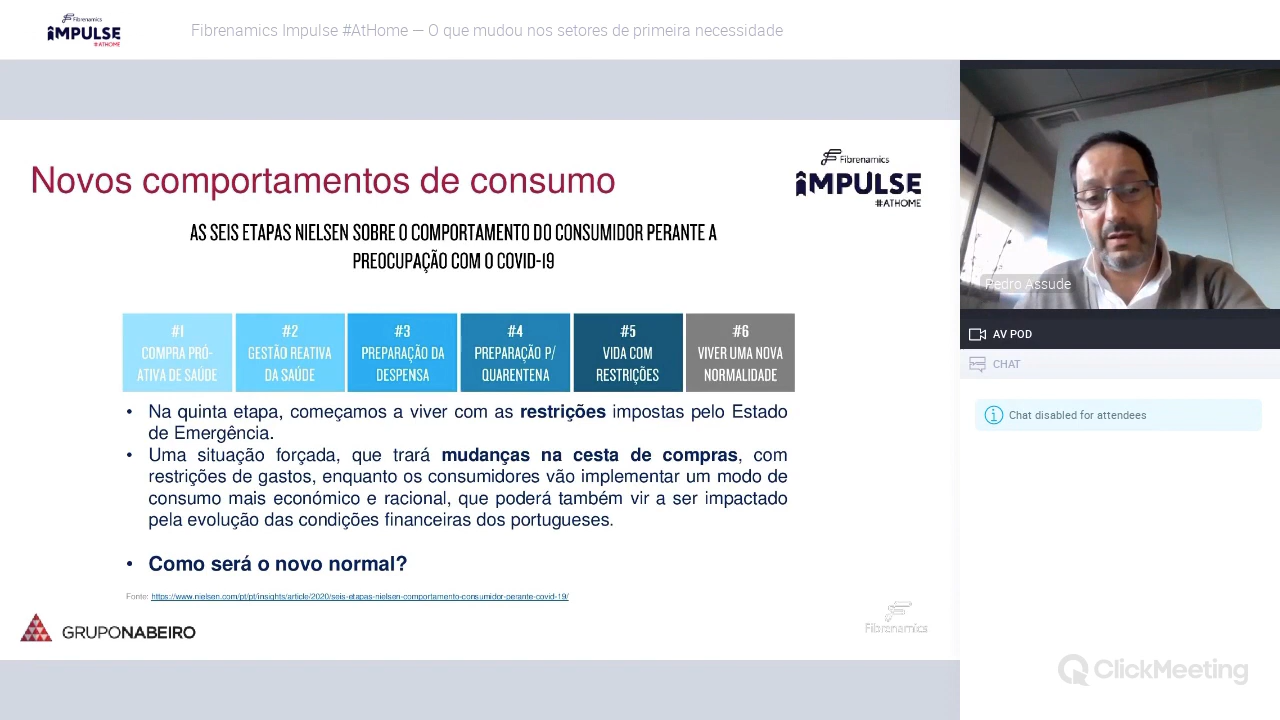 Fibrenamics
IMPULSE
#ATHOME
Fibrenamics Impulse #AtHome — O que mudou nos setores de primeira necessidade
Novos comportamentos de consumo
Fibrenamics
IMPULSE
#ATHOME
AS SEIS ETAPAS NIELSEN SOBRE O COMPORTAMENTO DO CONSUMIDOR PERANTE A
PREOCUPAÇÃO COM O COVID-19
#1
COMPRA PRÓ-
ATIVA DE SAÚDE
#2
GESTÃO REATIVA
DA SAÚDE
#3
PREPARAÇÃO DA
DESPENSA
#4
PREPARAÇÃO P/
QUARENTENA
#5
VIDA COM
RESTRIÇÕES
#6
VIVER UMA NOVA
NORMALIDADE
• Na quinta etapa, começamos a viver com as restrições impostas pelo Estado
de Emergência.
• Uma situação forçada, que trará mudanças na cesta de compras, com
restrições de gastos, enquanto os consumidores vão implementar um modo de
consumo mais económico e racional, que poderá também vir a ser impactado
pela evolução das condições financeiras dos portugueses.
• Como será o novo normal?
Fonte: https://www.nielsen.com/pt/pt/insights/article/2020/seis-etapas-nielsen-comportamento-consumidor-perante-covid-19/
GRUPONABEIRO
Fibrenamics
Pedro Assude
AV POD
CHAT
Chat disabled for attendees
ClickMeeting